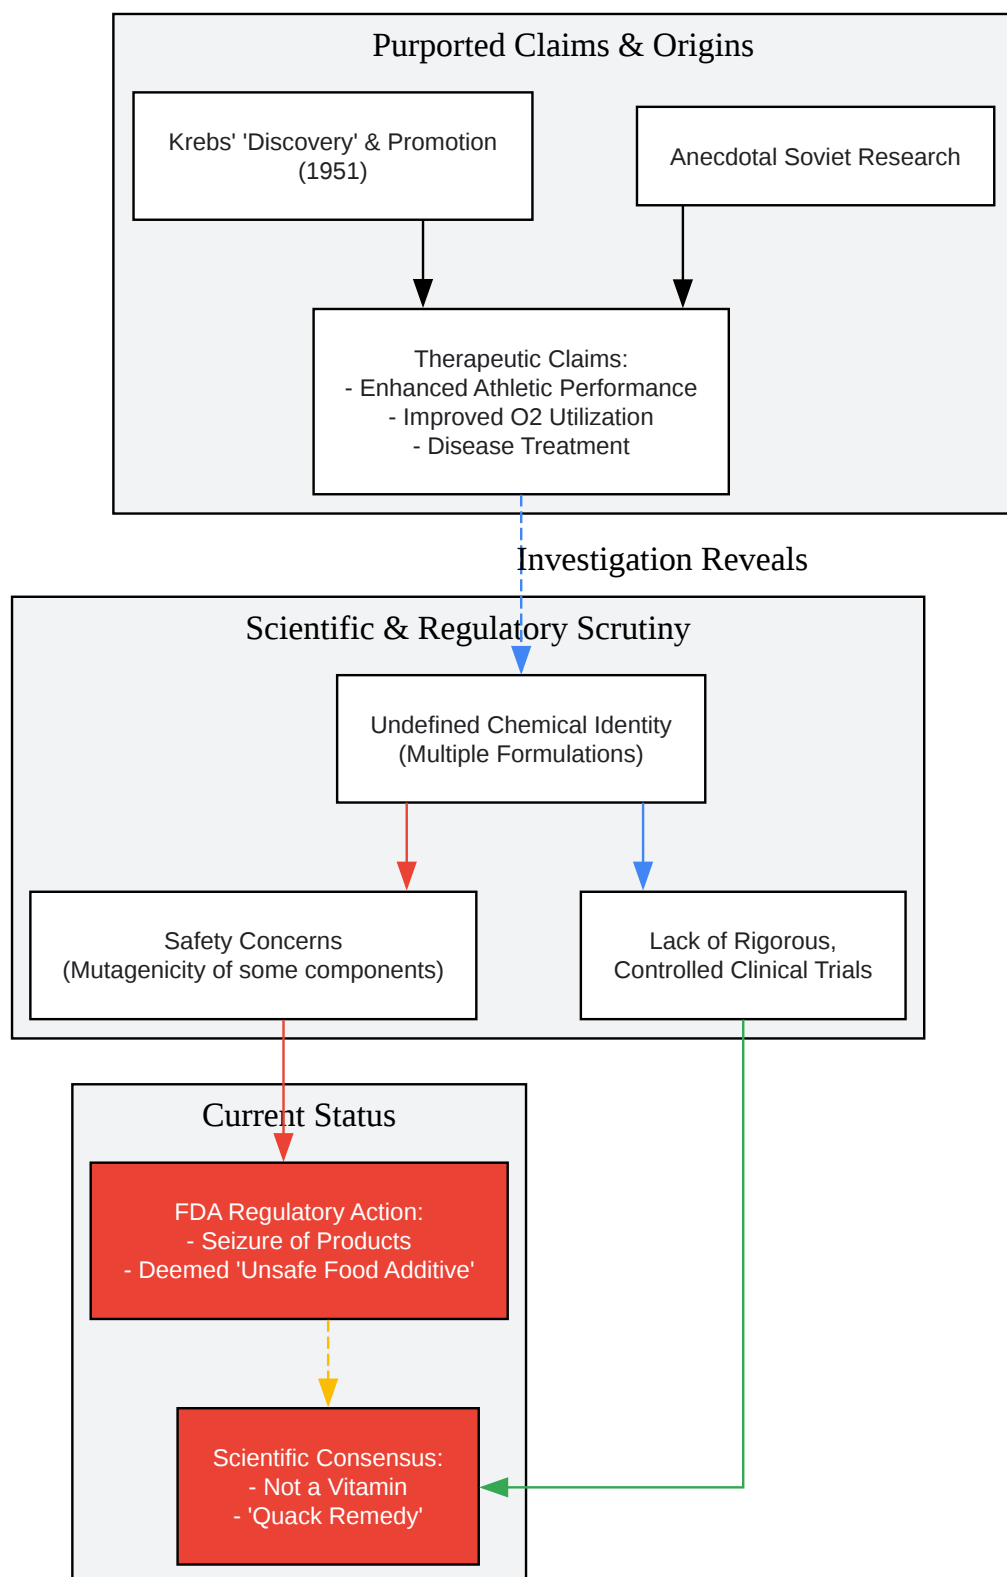 Purported Claims & Origins
Krebs' 'Discovery' & Promotion
(1951)
Anecdotal Soviet Research
Therapeutic Claims:
- Enhanced Athletic Performance
- Improved O2 Utilization
- Disease Treatment
Investigation Reveals
Scientific & Regulatory Scrutiny
Undefined Chemical Identity
(Multiple Formulations)
Safety Concerns
(Mutagenicity of some components)
Lack of Rigorous,
Controlled Clinical Trials
Current Status
FDA Regulatory Action:
- Seizure of Products
- Deemed 'Unsafe Food Additive'
Scientific Consensus:
- Not a Vitamin
- 'Quack Remedy'